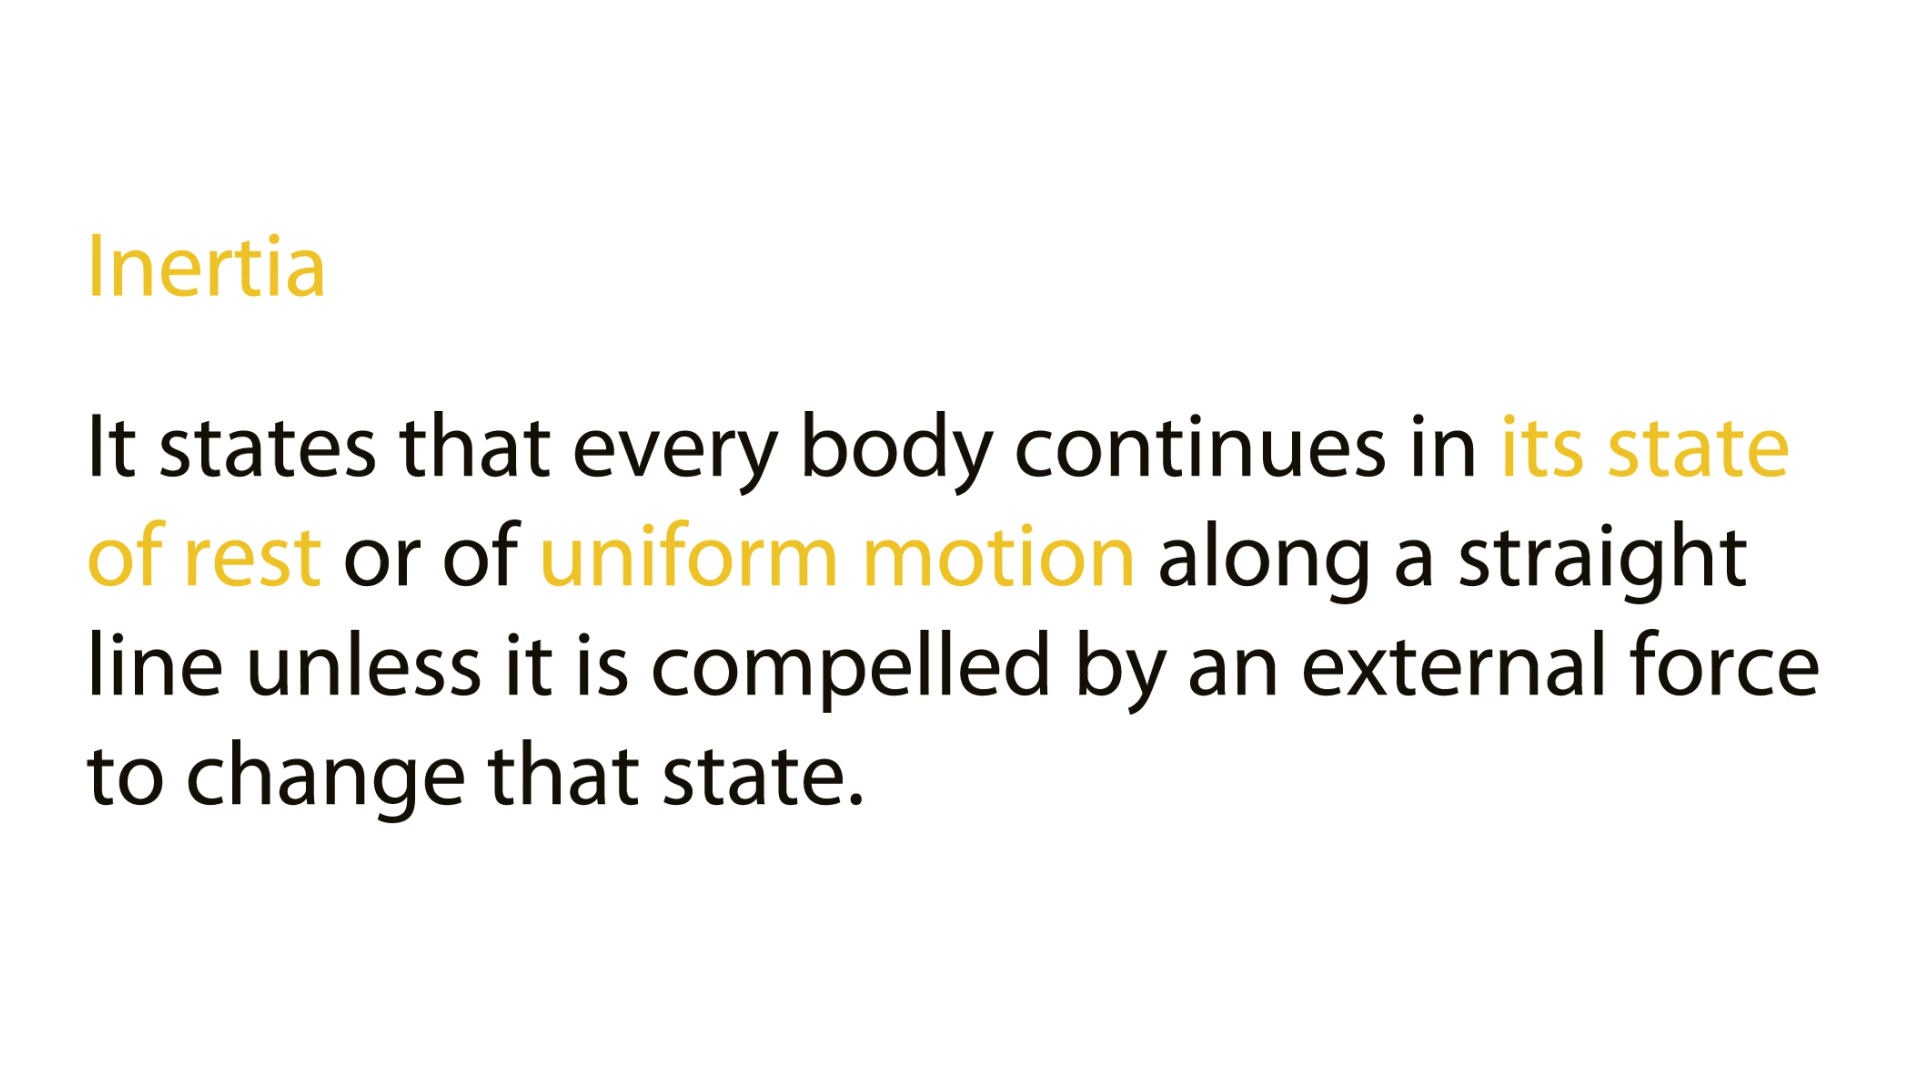 Inertia
It states that every body continues in its state
of rest or of uniform motion along a straight
line unless it is compelled by an external force
to change that state.